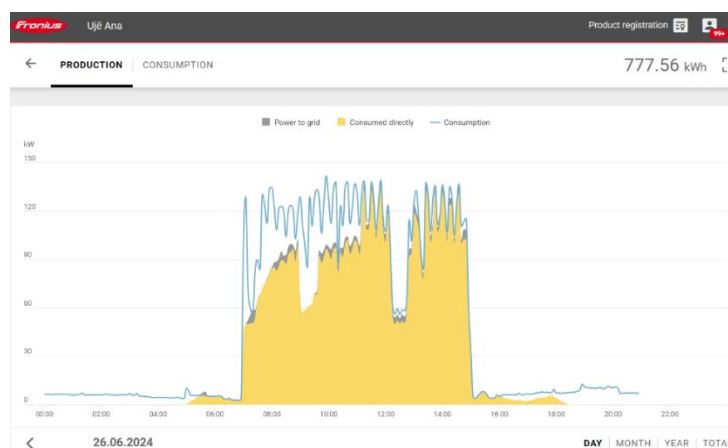 Fronius Ujë Ana Product registration 99+
PRODUCTION CONSUMPTION 777.56 kWh
Power to grid Consumed directly Consumption
kW
150
120
90
60
30
0
00:00 02:00 04:00 06:00 08:00 10:00 12:00 14:00 16:00 18:00 20:00 22:00
26.06.2024 DAY MONTH YEAR TOTA